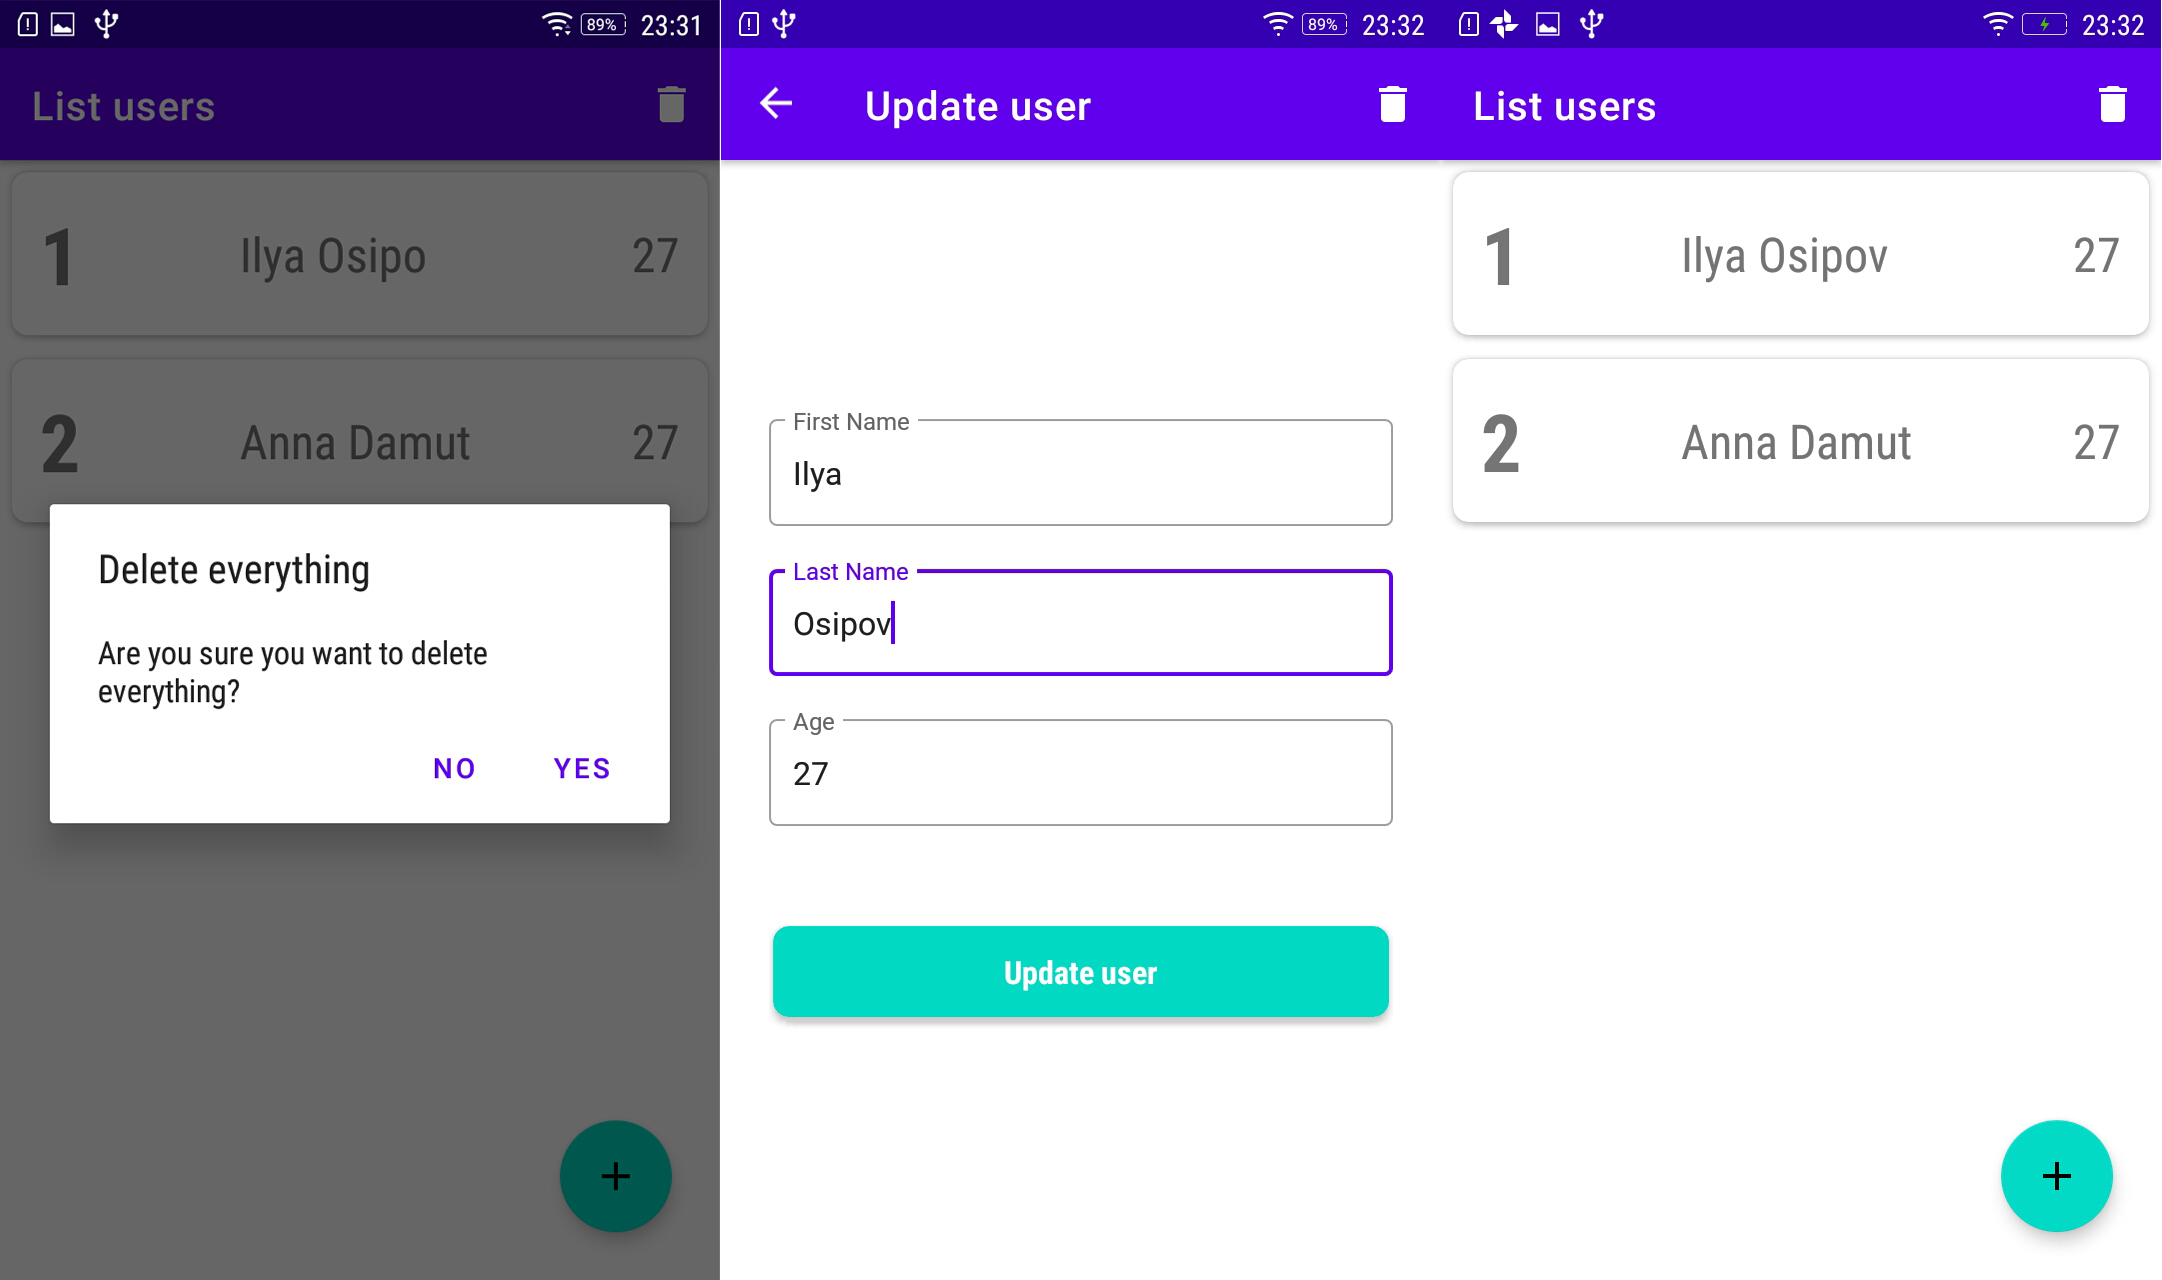 89% 23:31
List users
1 Ilya Osipo 27
2 Anna Damut 27
Delete everything
Are you sure you want to delete
everything?
NO YES
+
89% 23:32
Update user
First Name
Ilya
Last Name
Osipov
Age
27
Update user
23:32
List users
1 Ilya Osipov 27
2 Anna Damut 27
+